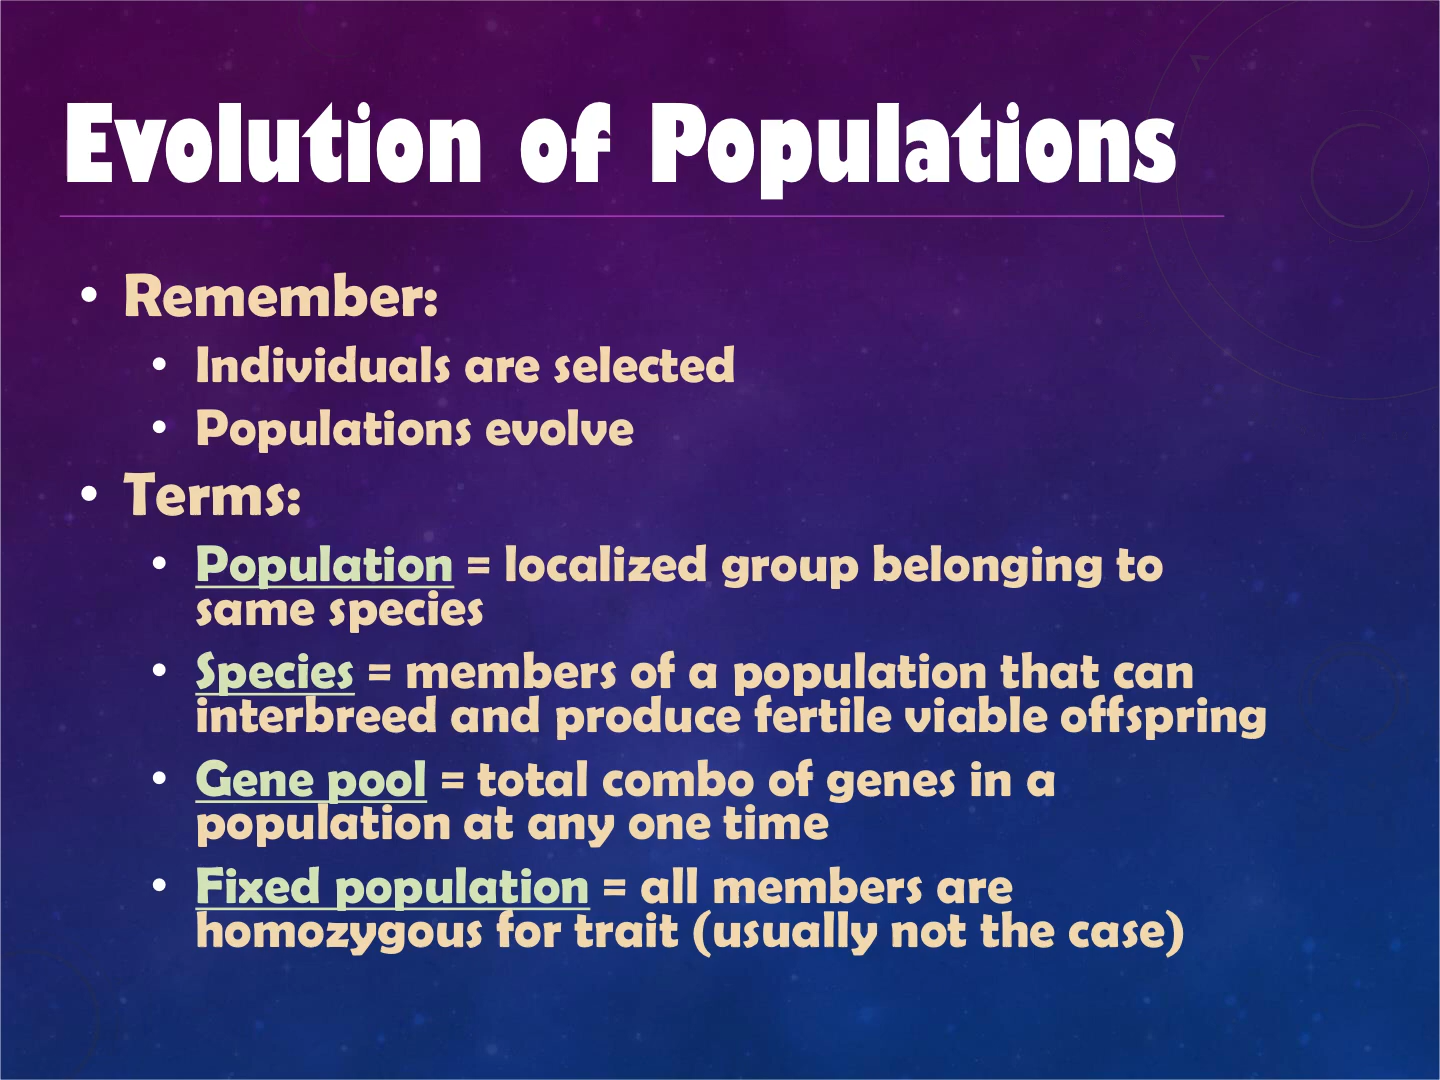 Evolution of Populations
• Remember:
• Individuals are selected
• Populations evolve
• Terms:
• Population = localized group belonging to
same species
• Species = members of a population that can
interbreed and produce fertile viable offspring
• Gene pool = total combo of genes in a
population at any one time
• Fixed population = all members are
homozygous for trait (usually not the case)